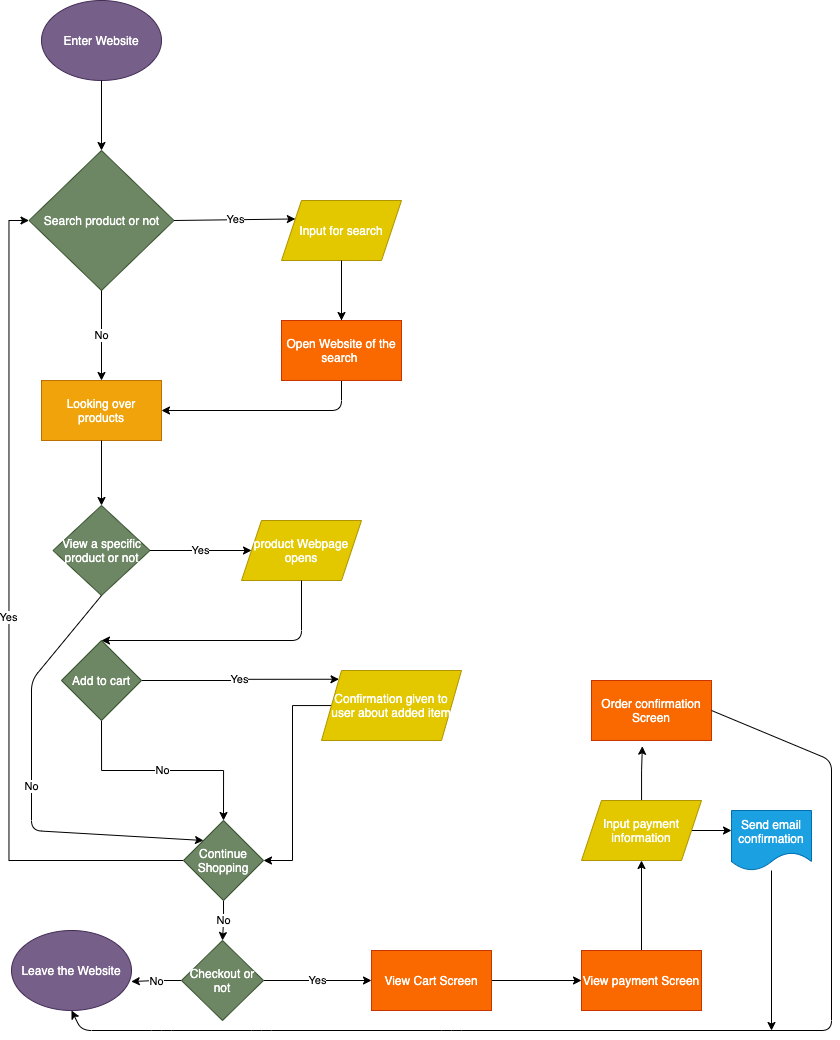 Enter Website
Search product or not
Yes
Input for search
No
Open Website of the
search
Looking over
products
View a specific
product or not
Yes
product Webpage
opens
Yes
Add to cart
Yes
Confirmation given to
user about added item
Order confirmation
Screen
No
No
Input payment
information
Send email
confirmation
Continue
Shopping
No
Leave the Website
No
Checkout or
not
Yes
View Cart Screen
View payment Screen